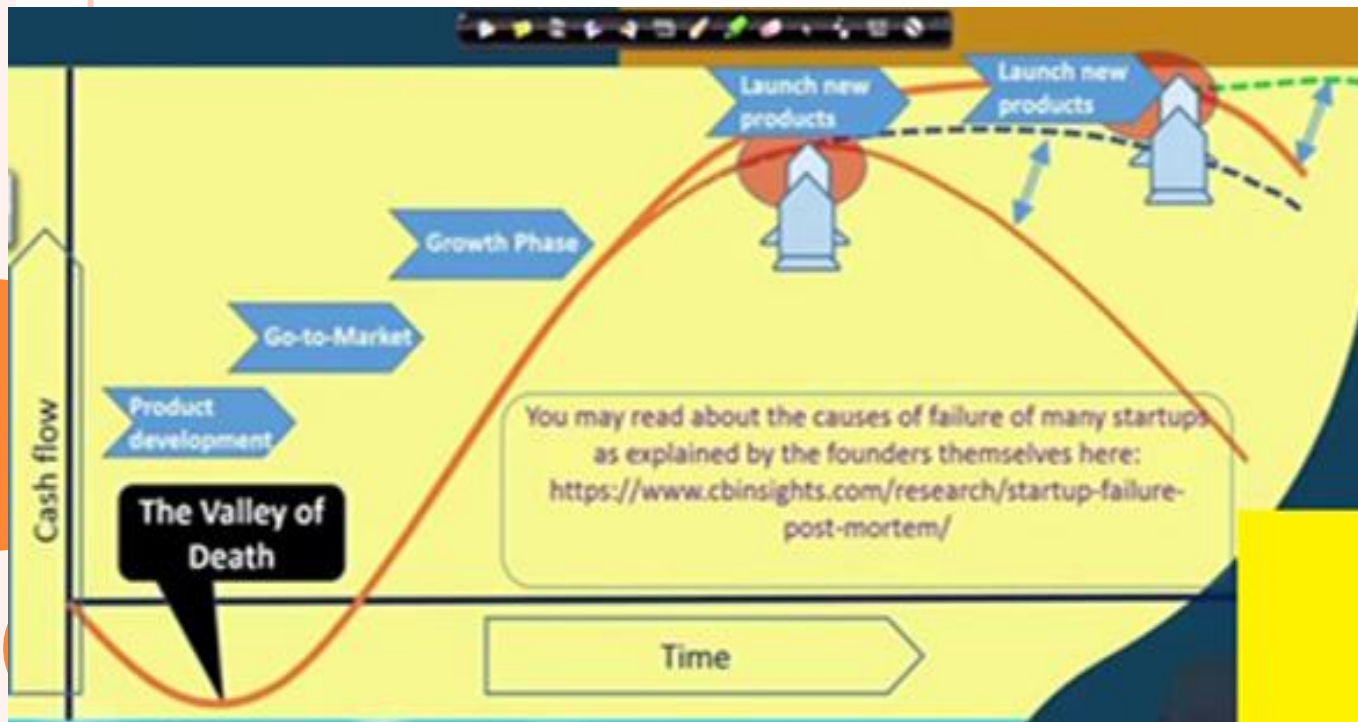 Launch new
products
Launch new
products
Growth Phase
Go-to-Market
Product
development
Cash flow
The Valley of
Death
You may read about the causes of failure of many startups
as explained by the founders themselves here:
https://www.cbinsights.com/research/startup-failure-
post-mortem/
Time